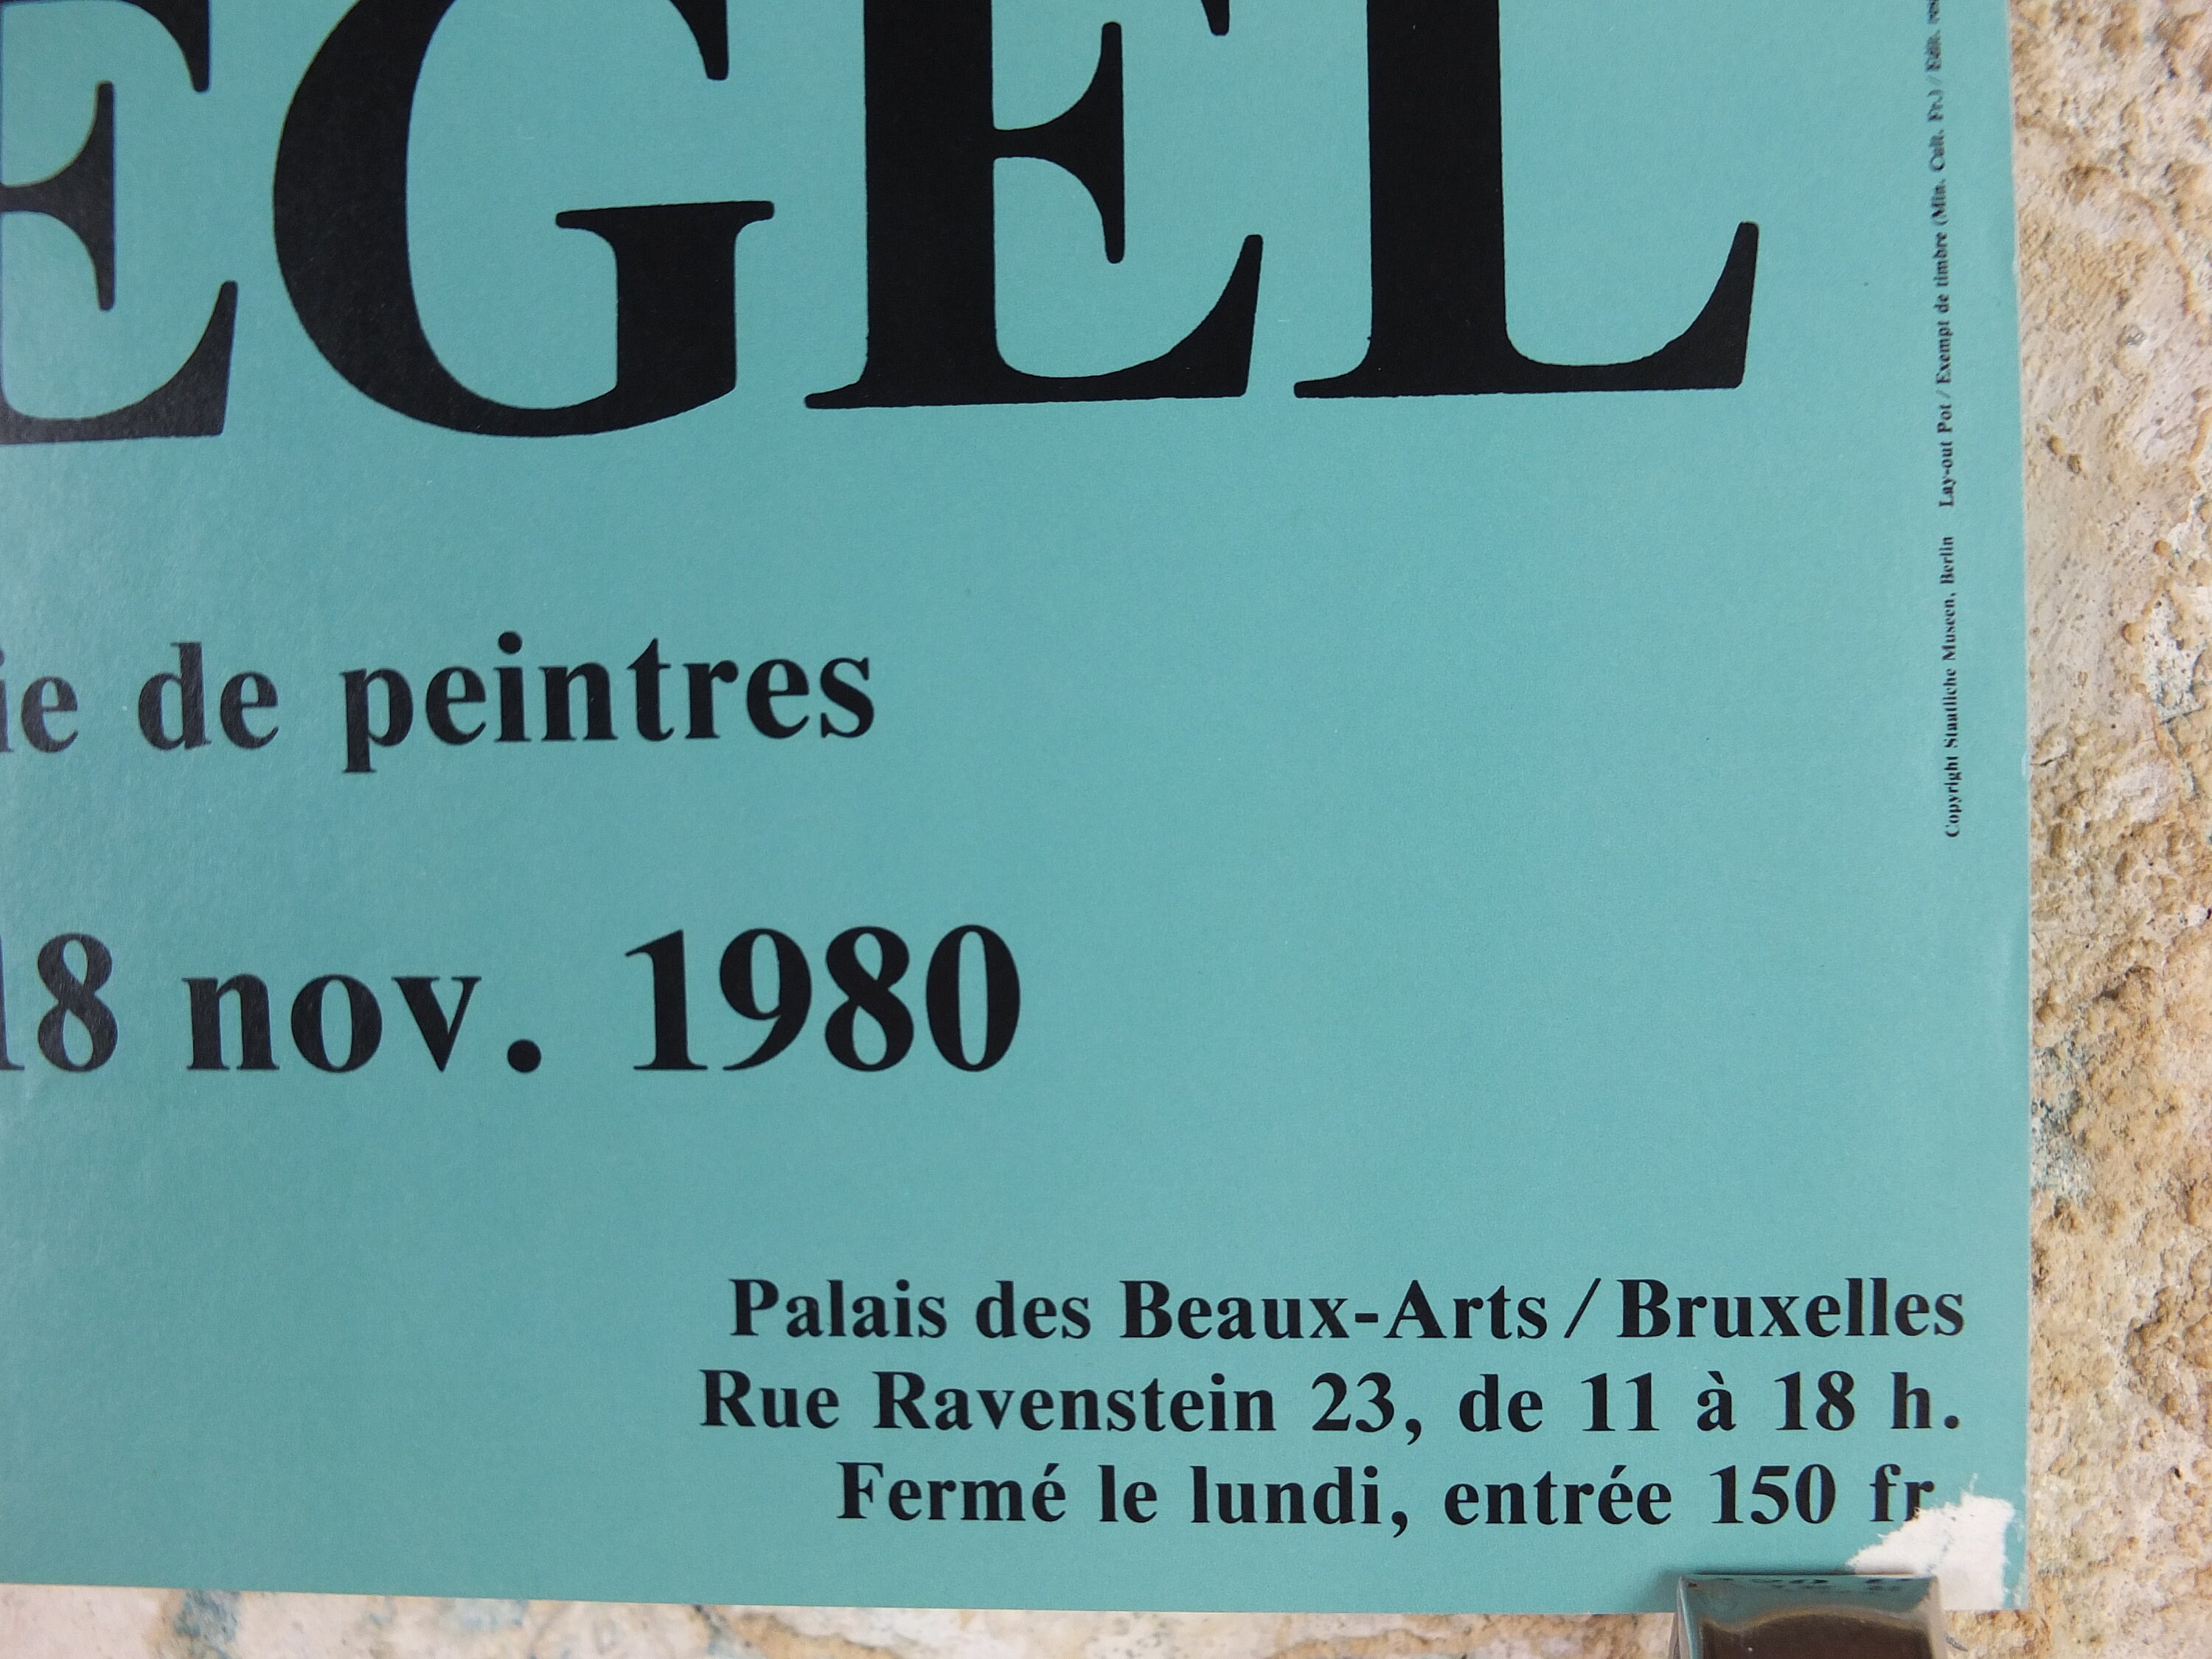 EGEL
ie de peintres
18 nov. 1980
Palais des Beaux-Arts / Bruxelles
Rue Ravenstein 23, de 11 à 18 h.
Fermé le lundi, entrée 150 fr
Copyright Staatliche Museen, Berlin Lay-out Pot / Exempt de timbre (Min. Cult. Fr.) / Edit. res